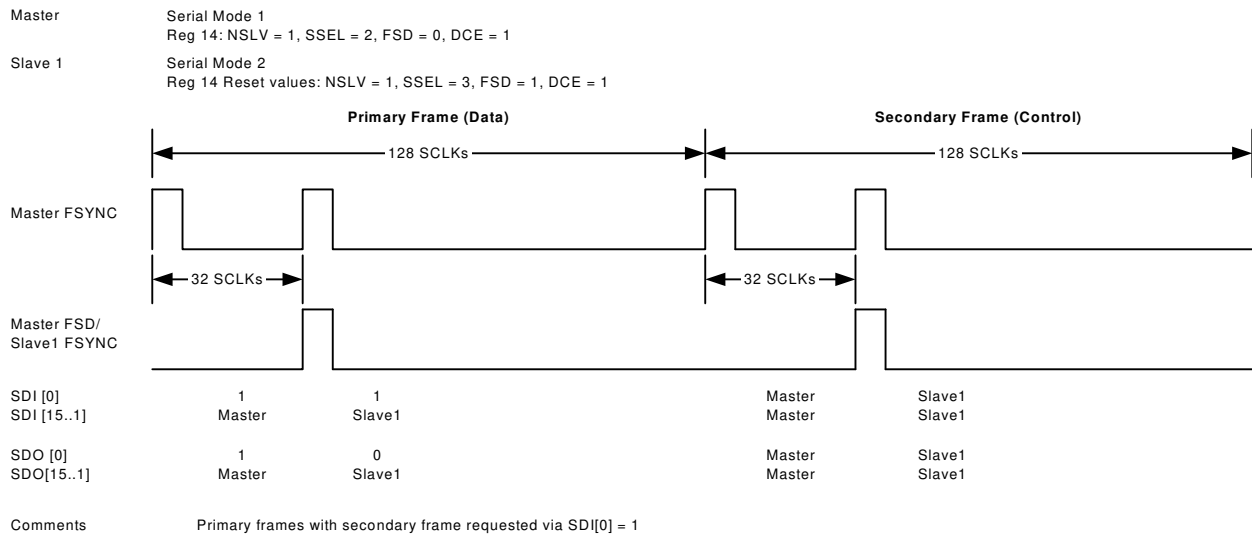 Master Serial Mode 1
Reg 14: NSLV = 1, SSEL = 2, FSD = 0, DCE = 1
Slave 1 Serial Mode 2
Reg 14 Reset values: NSLV = 1, SSEL = 3, FSD = 1, DCE = 1
Primary Frame (Data) Secondary Frame (Control)
128 SCLKs 128 SCLKs
Master FSYNC
32 SCLKs 32 SCLKs
Master FSD/
Slave1 FSYNC
SDI [0] 1 1 Master Slave1
SDI [15..1] Master Slave1 Master Slave1
SDO [0] 1 0 Master Slave1
SDO[15..1] Master Slave1 Master Slave1
Comments Primary frames with secondary frame requested via SDI[0] = 1